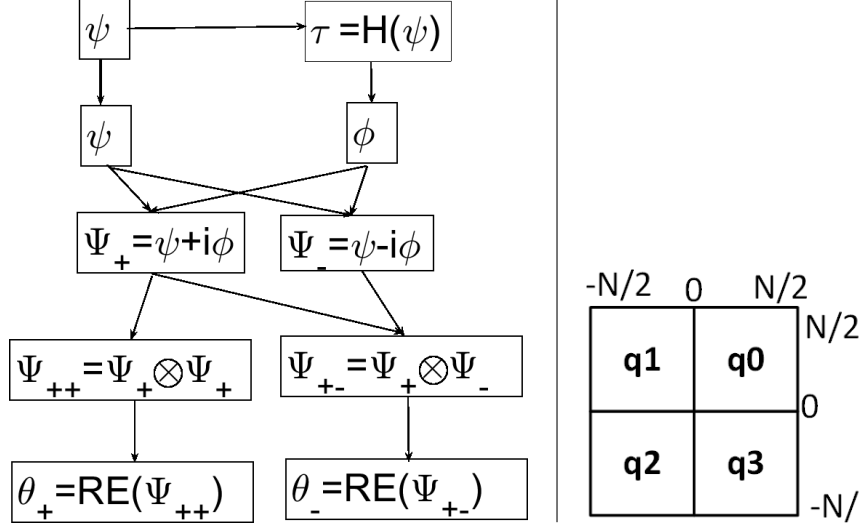 ψ
τ =H(ψ)
ψ
ϕ
Ψ₊=ψ+iϕ
Ψ₋=ψ-iϕ
Ψ₊₊=Ψ₊⊗Ψ₊
Ψ₊₋=Ψ₊⊗Ψ₋
θ₊=RE(Ψ₊₊)
θ₋=RE(Ψ₊₋)
-N/2 0 N/2
N/2
q1 q0
0
q2 q3
-N/